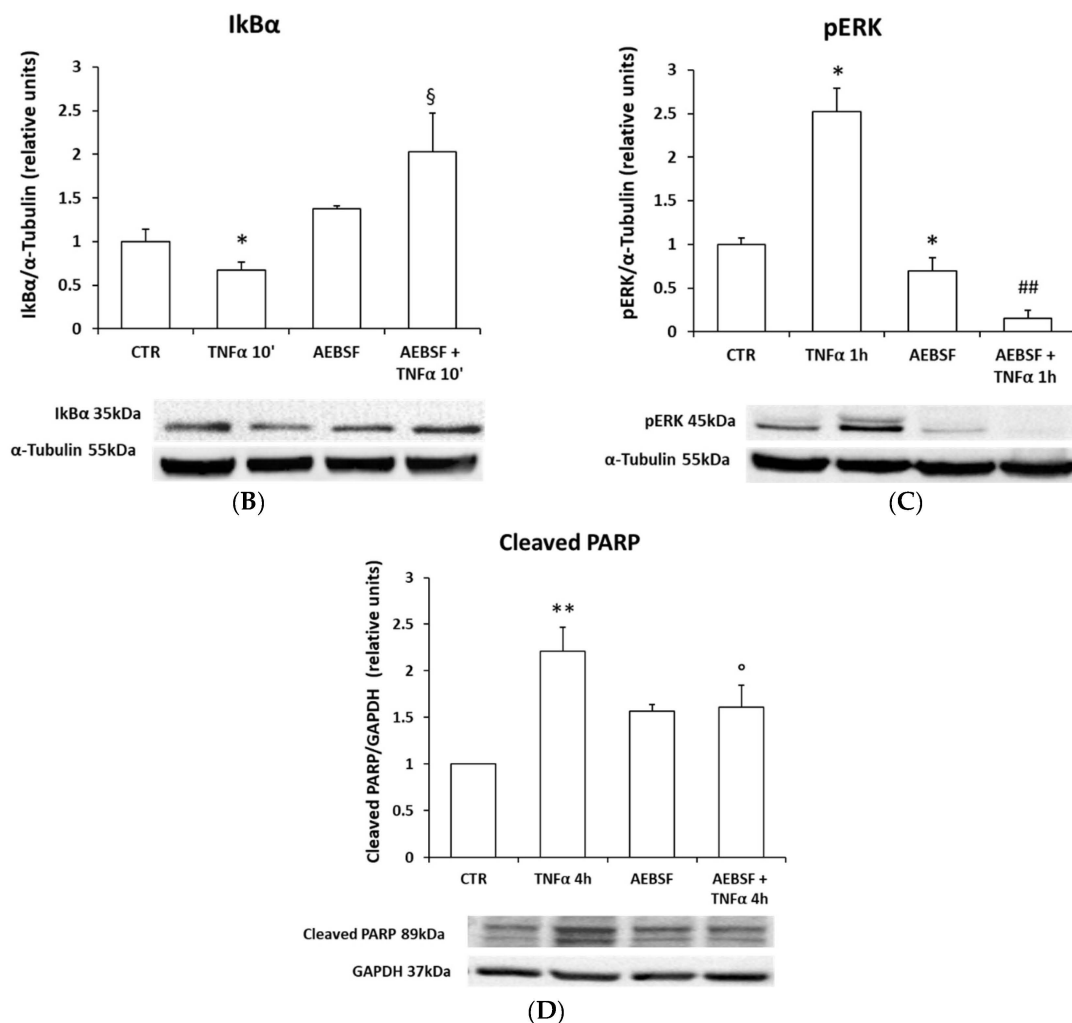 IkBα
IkBα/α-Tubulin (relative units)
3
2.5
2
1.5
1
0.5
0
*
§
CTR TNFα 10' AEBSF AEBSF +
TNFα 10'
IkBα 35kDa
α-Tubulin 55kDa
(B)
pERK
pERK/α-Tubulin (relative units)
3
2.5
2
1.5
1
0.5
0
*
*
##
CTR TNFα 1h AEBSF AEBSF +
TNFα 1h
pERK 45kDa
α-Tubulin 55kDa
(C)
Cleaved PARP
Cleaved PARP/GAPDH (relative units)
3
2.5
2
1.5
1
0.5
0
**
°
CTR TNFα 4h AEBSF AEBSF +
TNFα 4h
Cleaved PARP 89kDa
GAPDH 37kDa
(D)